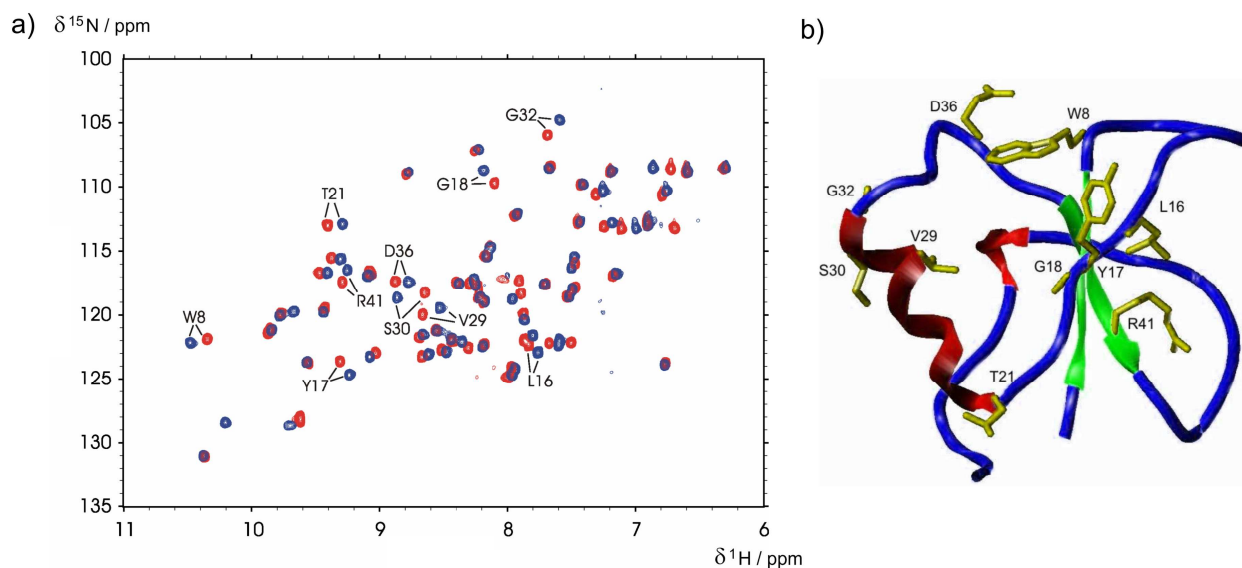 a)
δ ¹⁵N / ppm
100
105
110
115
120
125
130
135
11
10
9
8
7
6
δ ¹H / ppm
G32
G18
T21
D36
R41
S30
V29
W8
Y17
L16
b)
D36
W8
G32
L16
V29
S30
G18
Y17
R41
T21